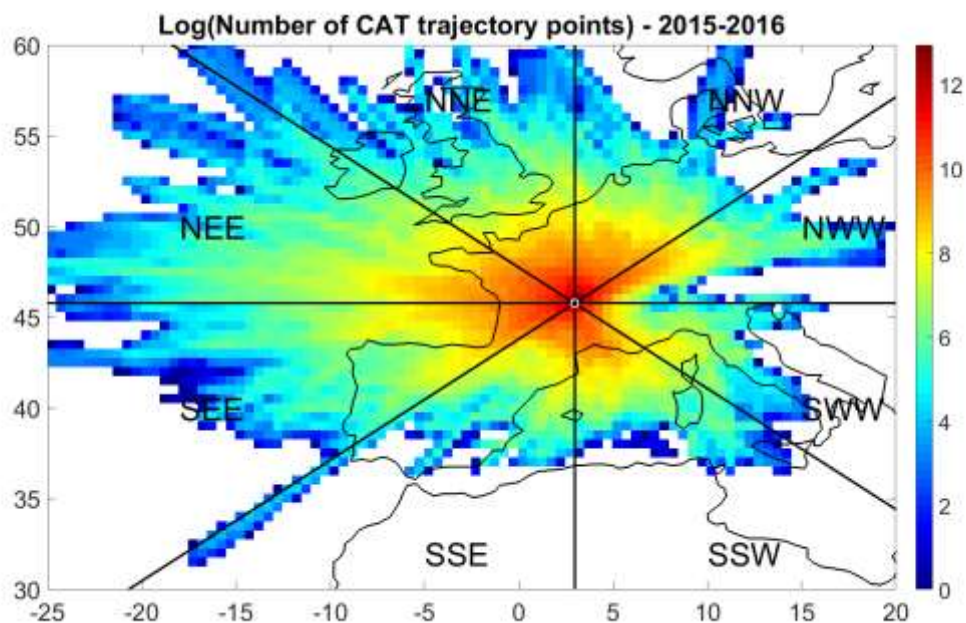 Log(Number of CAT trajectory points) - 2015-2016
60
55
50
45
40
35
30
NNE
NNW
NEE
NWW
SEE
SWW
SSE
SSW
12
10
8
6
4
2
0
-25 -20 -15 -10 -5 0 5 10 15 20